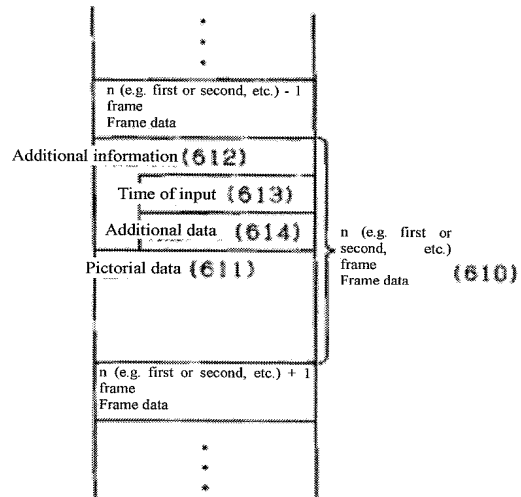 n (e.g. first or second, etc.) - 1
frame
Frame data
Additional information (612)
Time of input (613)
Additional data (614)
Pictorial data (611)
n (e.g. first or
second, etc.)
frame
Frame data (610)
n (e.g. first or second, etc.) + 1
frame
Frame data